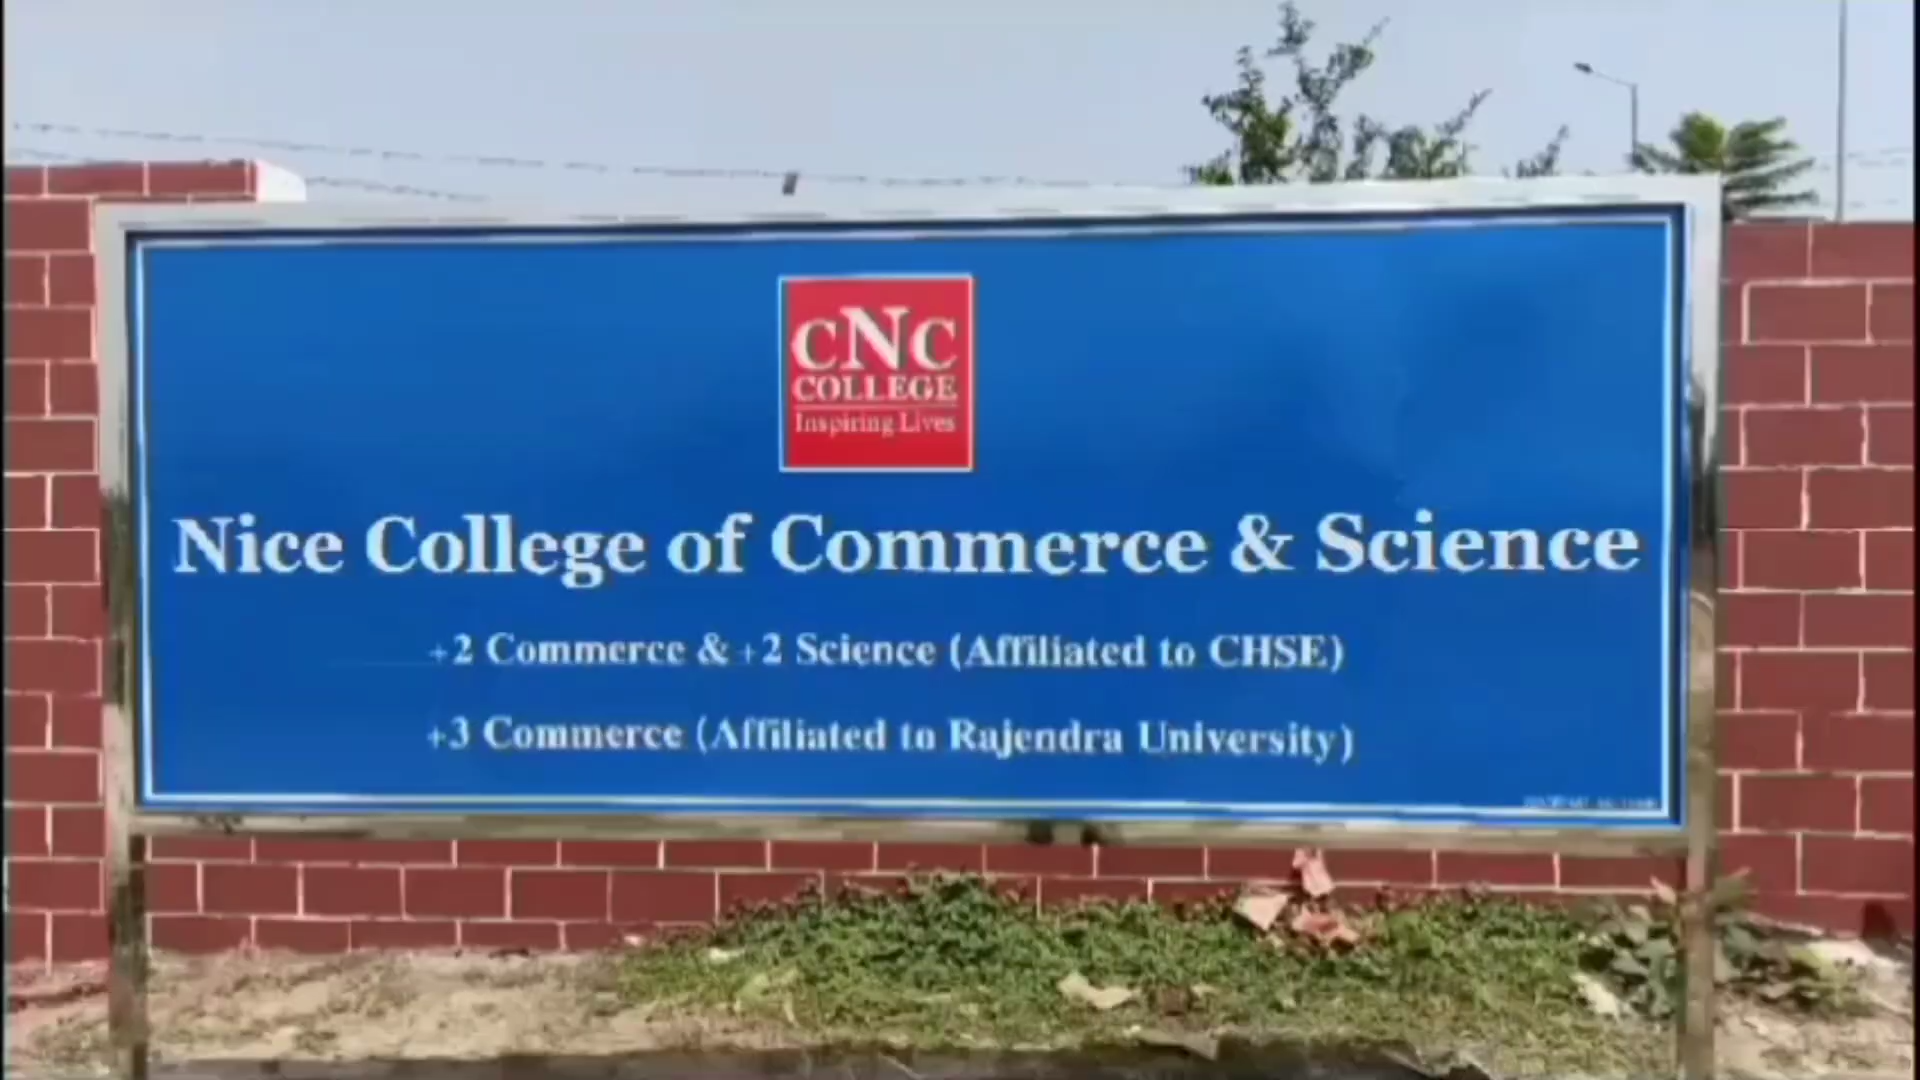 CNC
COLLEGE
Inspiring Lives
Nice College of Commerce & Science
+2 Commerce & +2 Science (Affiliated to CHSE)
+3 Commerce (Affiliated to Rajendra University)